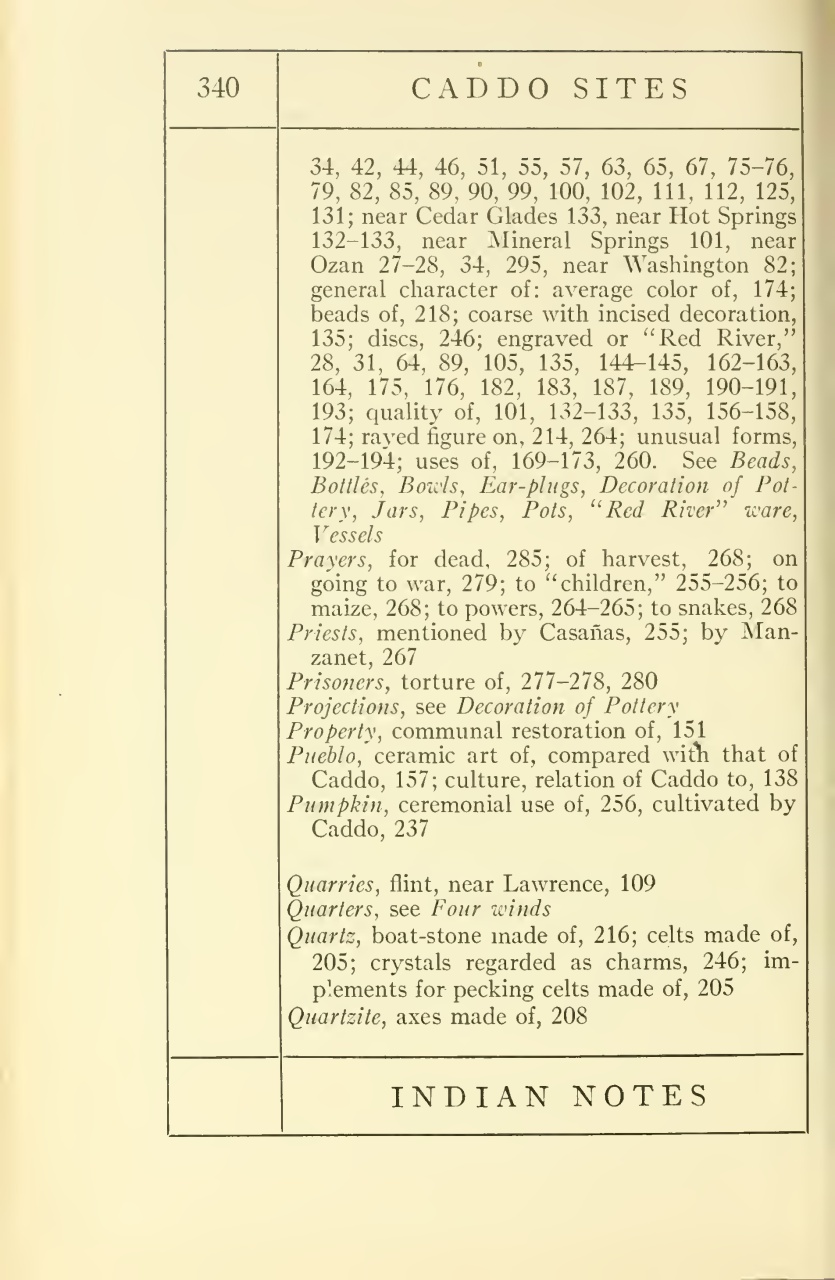 340
CADDO SITES
34, 42, 44, 46, 51, 55, 57, 63, 65, 67, 75–76,
79, 82, 85, 89, 90, 99, 100, 102, 111, 112, 125,
131; near Cedar Glades 133, near Hot Springs
132–133, near Mineral Springs 101, near
Ozan 27–28, 34, 295, near Washington 82;
general character of: average color of, 174;
beads of, 218; coarse with incised decoration,
135; discs, 246; engraved or “Red River,”
28, 31, 64, 89, 105, 135, 144–145, 162–163,
164, 175, 176, 182, 183, 187, 189, 190–191,
193; quality of, 101, 132–133, 135, 156–158,
174; rayed figure on, 214, 264; unusual forms,
192–194; uses of, 169–173, 260. See Beads,
Bottles, Bowls, Ear-plugs, Decoration of Pot-
tery, Jars, Pipes, Pots, “Red River” ware,
Vessels
Prayers, for dead, 285; of harvest, 268; on
going to war, 279; to “children,” 255–256; to
maize, 268; to powers, 264–265; to snakes, 268
Priests, mentioned by Casañas, 255; by Man-
zanet, 267
Prisoners, torture of, 277–278, 280
Projections, see Decoration of Pottery
Property, communal restoration of, 151
Pueblo, ceramic art of, compared with that of
Caddo, 157; culture, relation of Caddo to, 138
Pumpkin, ceremonial use of, 256, cultivated by
Caddo, 237
Quarries, flint, near Lawrence, 109
Quarters, see Four winds
Quartz, boat-stone made of, 216; celts made of,
205; crystals regarded as charms, 246; im-
plements for pecking celts made of, 205
Quartzite, axes made of, 208
INDIAN NOTES